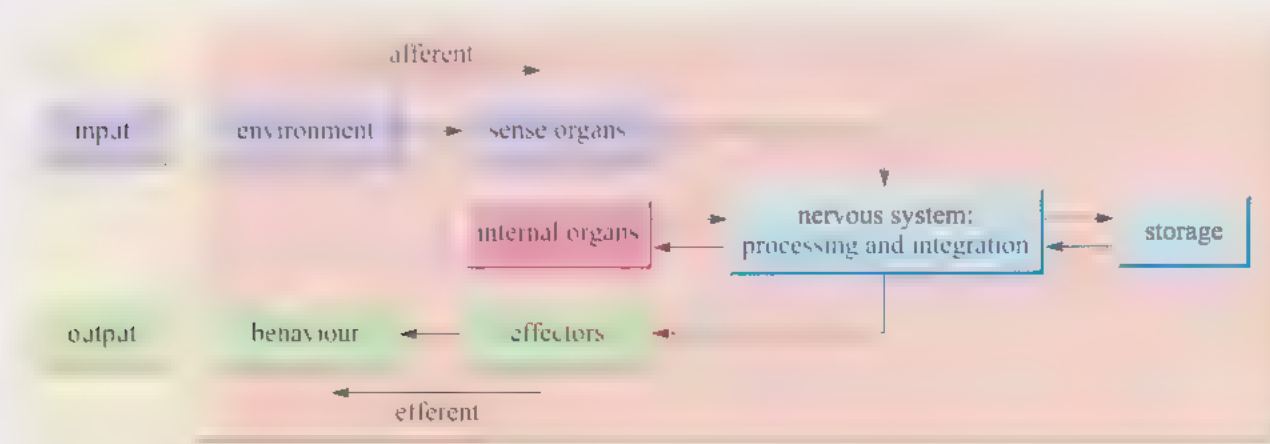 afferent
input
environment
sense organs
internal organs
nervous system:
processing and integration
storage
output
behaviour
effectors
efferent